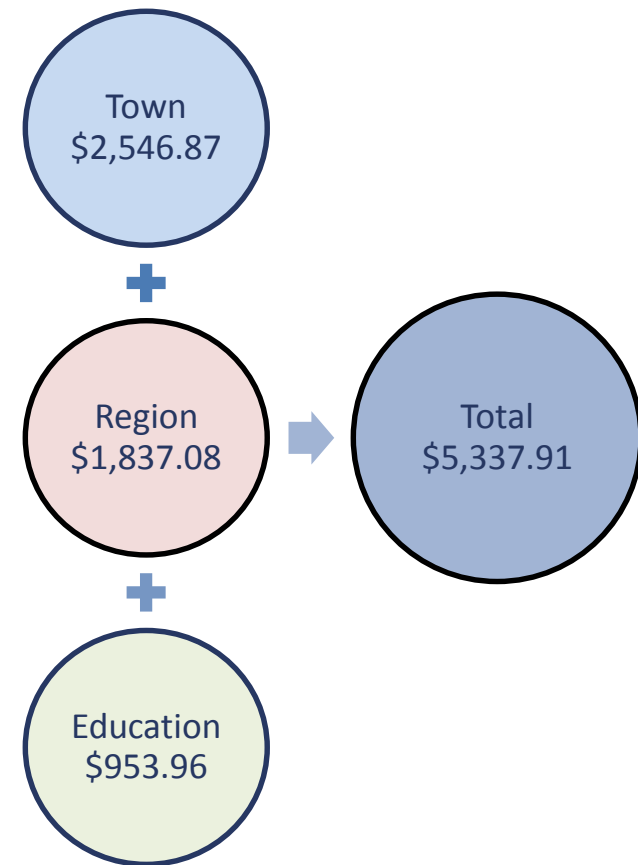 Town
$2,546.87
Region
$1,837.08
Total
$5,337.91
Education
$953.96